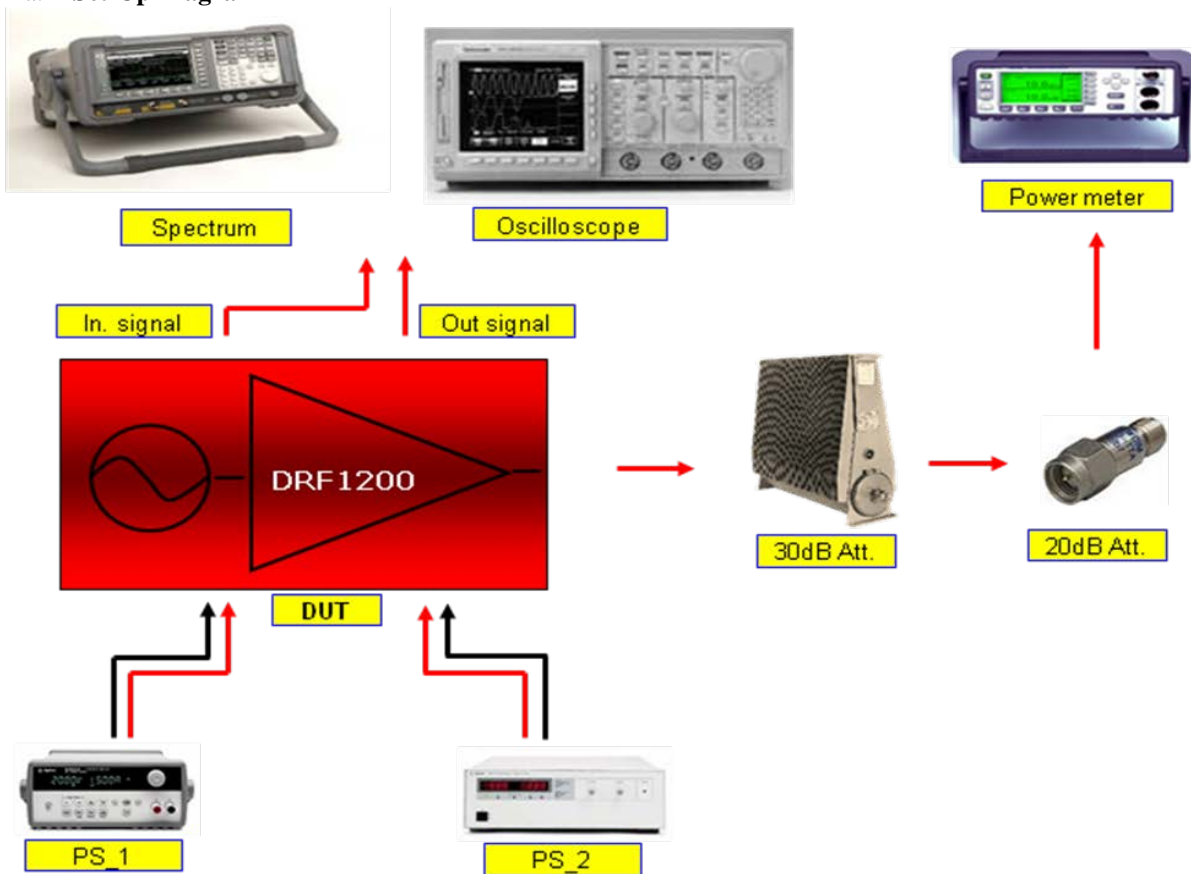 Spectrum
Oscilloscope
Power meter
In. signal
Out signal
DRF1200
30dB Att.
20dB Att.
DUT
PS_1
PS_2